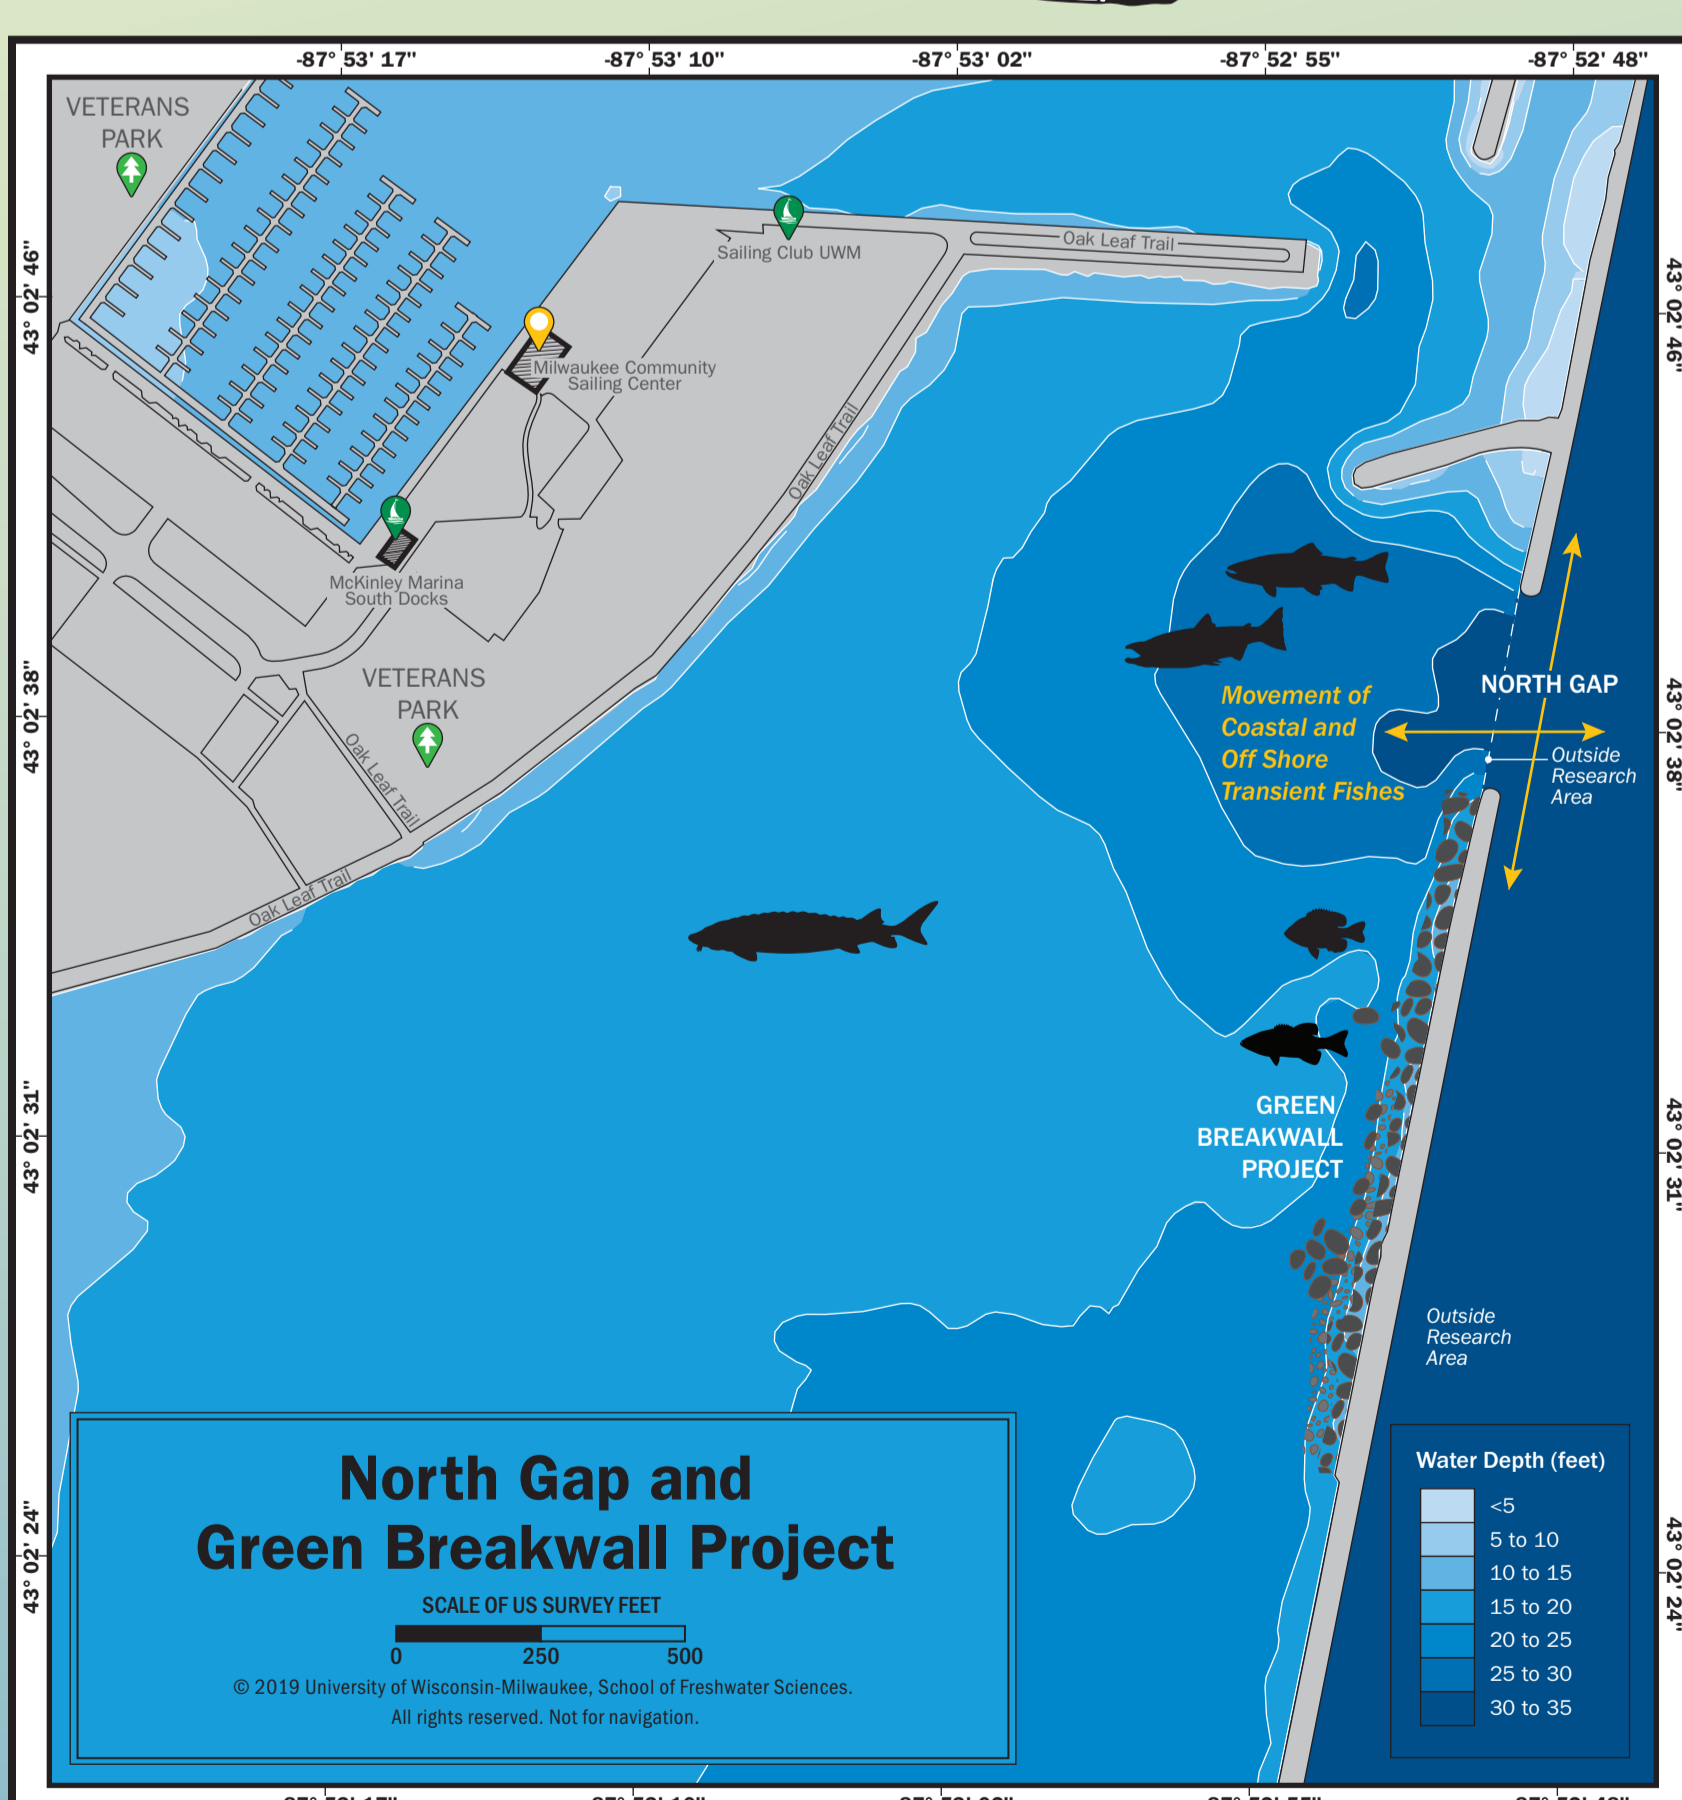 -87° 53' 17"
-87° 53' 10"
-87° 53' 02"
-87° 52' 55"
-87° 52' 48"
VETERANS
PARK
43° 02' 46"
43° 02' 46"
Sailing Club UWM
Oak Leaf Trail
Milwaukee Community
Sailing Center
Oak Leaf Trail
McKinley Marina
South Docks
VETERANS
PARK
43° 02' 38"
43° 02' 38"
NORTH GAP
Movement of
Coastal and
Off Shore
Transient Fishes
Outside
Research
Area
Oak Leaf Trail
Oak Leaf Trail
43° 02' 31"
43° 02' 31"
GREEN
BREAKWALL
PROJECT
Outside
Research
Area
43° 02' 24"
43° 02' 24"
North Gap and
Green Breakwall Project
SCALE OF US SURVEY FEET
0 250 500
© 2019 University of Wisconsin-Milwaukee, School of Freshwater Sciences.
All rights reserved. Not for navigation.
Water Depth (feet)
<5
5 to 10
10 to 15
15 to 20
20 to 25
25 to 30
30 to 35